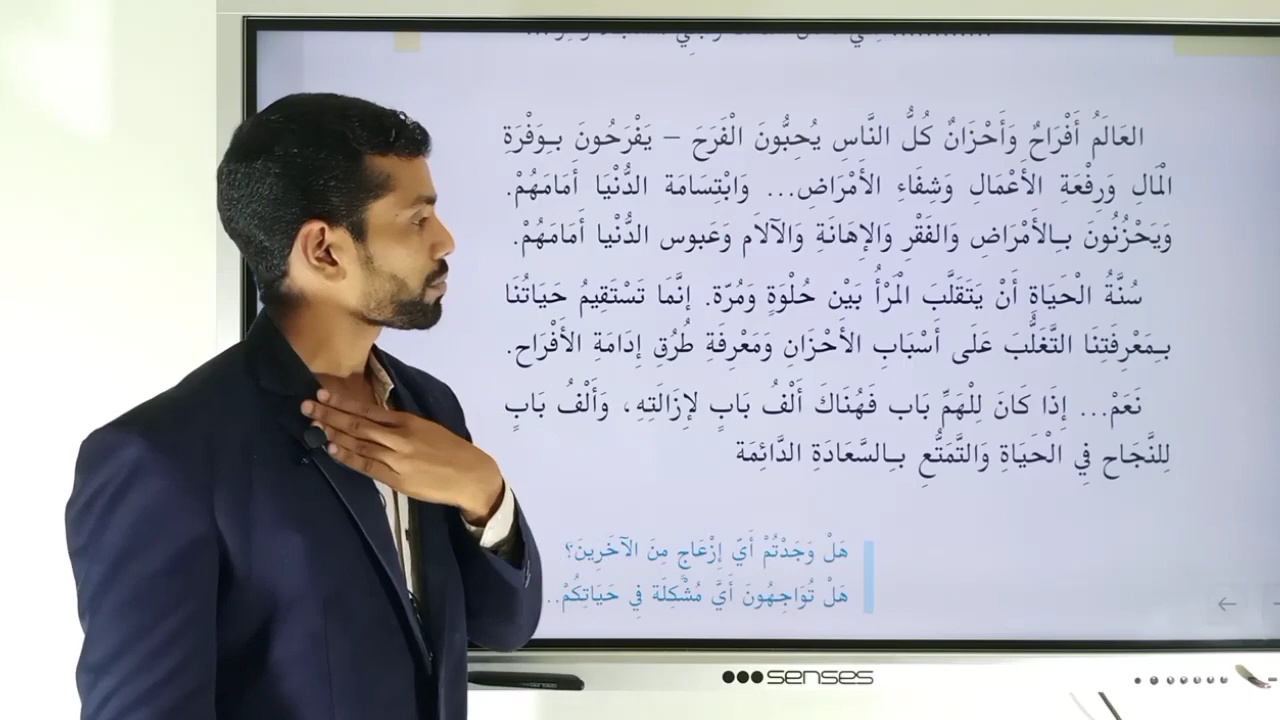 العَالَمُ أَفْرَاحٌ وَأَحْزَانٌ كُلُّ النَّاسِ يُحِبُّونَ الْفَرَحَ – يَفْرَحُونَ بِوَفْرَةِ
الْمَالِ وَرِفْعَةِ الأَعْمَالِ وَشِفَاءِ الأَمْرَاضِ... وَابْتِسَامَة الدُّنْيَا أَمَامَهُمْ.
وَيَحْزُنُونَ بِالأَمْرَاضِ وَالفَقْرِ وَالإِهَانَةِ وَالآلَام وَعَبوس الدُّنْيا أَمَامَهُمْ.
سُنَّةُ الْحَيَاةِ أَنْ يَتَقَلَّبَ الْمَرْأُ بَيْن حُلْوَةٍ وَمُرّة. إنَّمَا تَسْتَقِيمُ حَيَاتُنَا
بِمَعْرِفَتِنَا التَّغَلُّبَ عَلَى أَسْبَابِ الأَحْزَانِ وَمَعْرِفَةِ طُرُقِ إِدَامَةِ الأَفْرَاح.
نَعَمْ... إِذَا كَانَ لِلْهَمِّ بَاب فَهُنَاكَ أَلْفُ بَابٍ لإِزَالَتِهِ، وَأَلْفُ بَابٍ
لِلنَّجَاح فِي الْحَيَاةِ وَالتَّمَتُّعِ بِالسَّعَادَةِ الدَّائِمَة
هَلْ وَجَدْتُمْ أَيَّ إِزْعَاجٍ مِنَ الآخَرِينَ؟
هَلْ تُوَاجِهُونَ أَيَّ مُشْكِلَة فِي حَيَاتِكُمْ..
senses